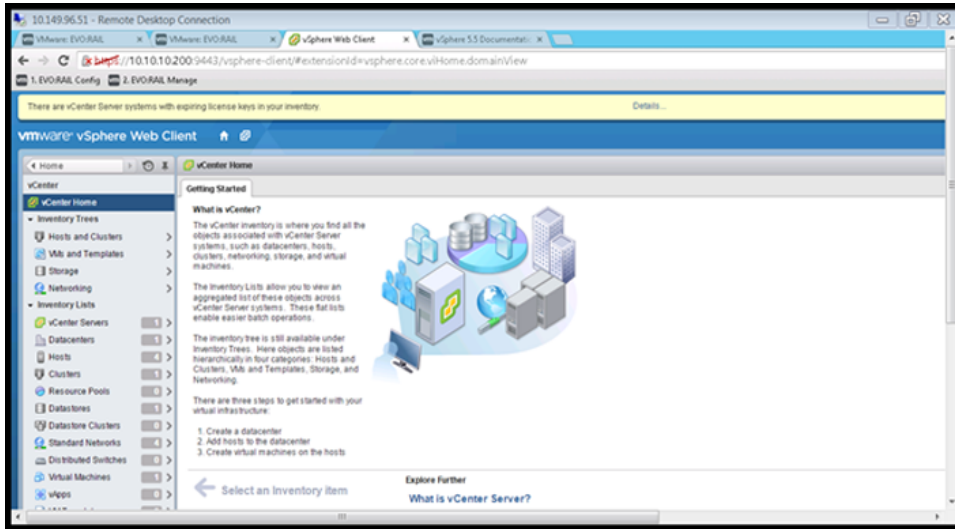 10.149.96.51 - Remote Desktop Connection
VMware: EVO:RAIL
VMware: EVO:RAIL
vSphere Web Client
vSphere 5.5 Documentati
https://10.10.10.200:9443/vsphere-client/#extensionId=vsphere.core.viHome.domainView
1. EVO:RAIL Config 2. EVO:RAIL Manage
There are vCenter Server systems with expiring license keys in your inventory. Details...
vmware vSphere Web Client
Home
vCenter Home
vCenter
Getting Started
vCenter Home
Inventory Trees
Hosts and Clusters
VMs and Templates
Storage
Networking
Inventory Lists
vCenter Servers 1
Datacenters 1
Hosts 4
Clusters 1
Resource Pools 0
Datastores 1
Datastore Clusters 0
Standard Networks 4
Distributed Switches 0
Virtual Machines 1
vApps 0
What is vCenter?
The vCenter inventory is where you find all the
objects associated with vCenter Server
systems, such as datacenters, hosts,
clusters, networking, storage, and virtual
machines.
The Inventory Lists allow you to view an
aggregated list of these objects across
vCenter Server systems. These flat lists
enable easier batch operations.
The inventory tree is still available under
Inventory Trees. Here objects are listed
hierarchically in four categories: Hosts and
Clusters, VMs and Templates, Storage, and
Networking.
There are three steps to get started with your
virtual infrastructure:
1. Create a datacenter
2. Add hosts to the datacenter
3. Create virtual machines on the hosts
Select an Inventory item
Explore Further
What is vCenter Server?